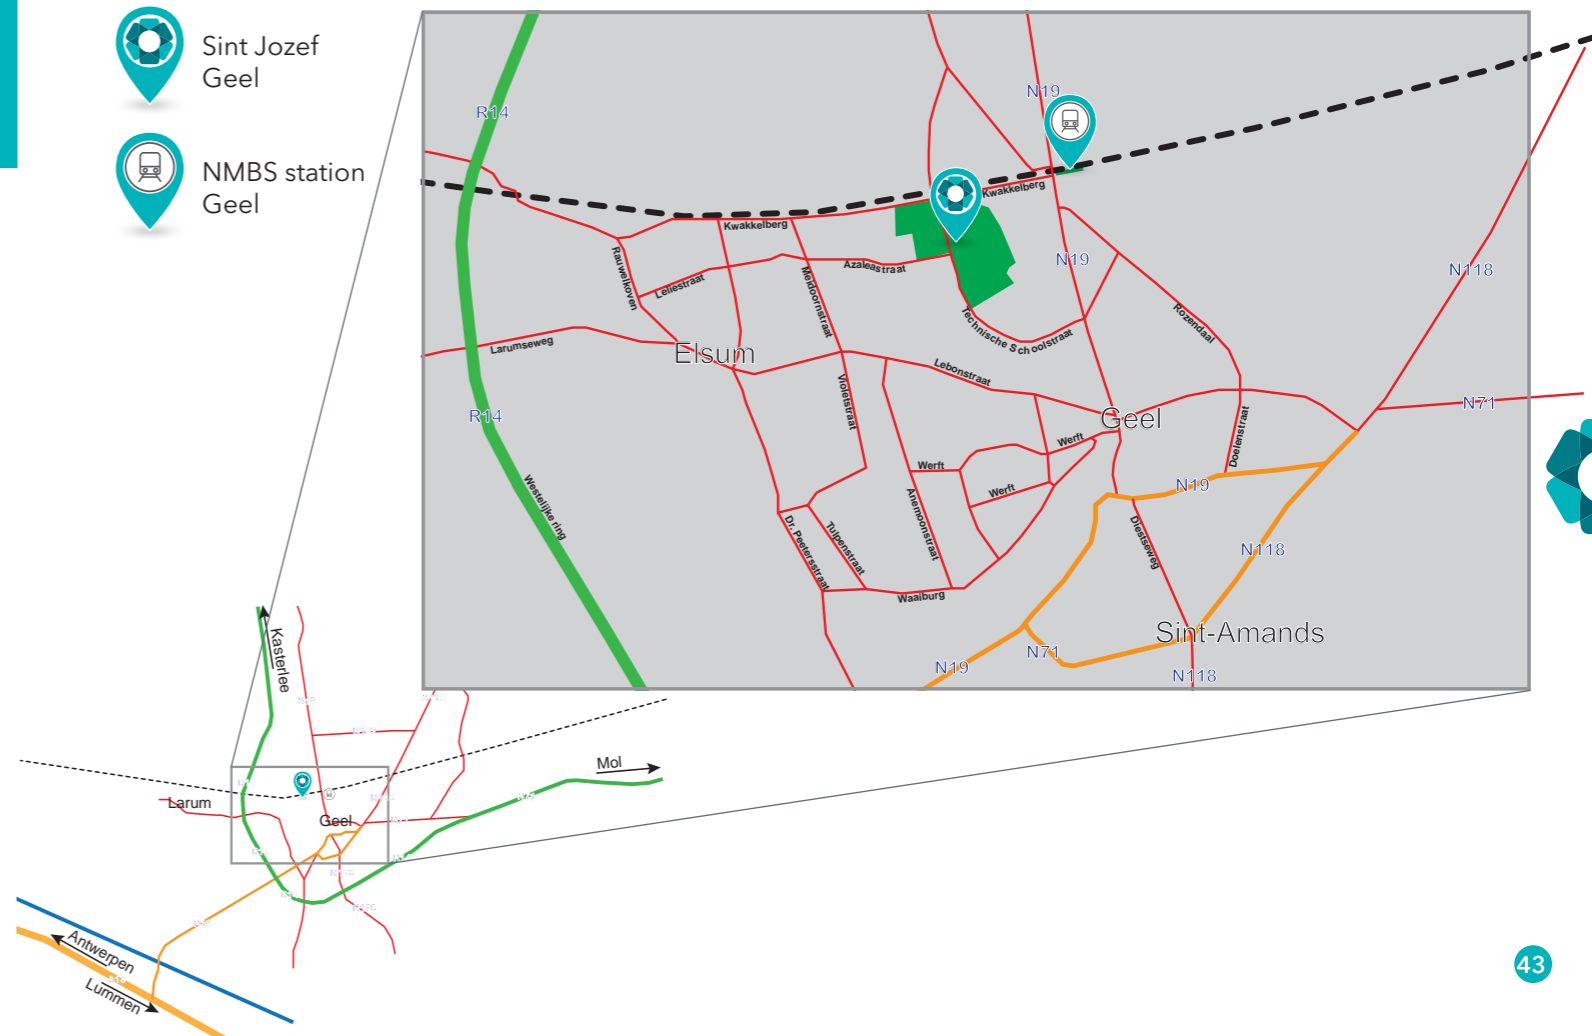 Sint Jozef
Geel
NMBS station
Geel
R14
N19
Kwakkelberg
Kwakkelberg
N19
N118
Rauwelkoven
Leliestraat
Meidoornstraat
Azaleastraat
Technische Schoolstraat
Rozendaal
Larumseweg
Elsum
Lebonstraat
Violetstraat
R14
Geel
N71
Doelenstraat
Werft
Werft
Werft
N19
Westelijke ring
Dr. Peetersstraat
Tulpenstraat
Anemoonstraat
Diestseweg
N118
Waaiburg
Sint-Amands
N19
N71
N118
Kasterlee
Mol
Larum
Geel
Antwerpen
Lummen
43